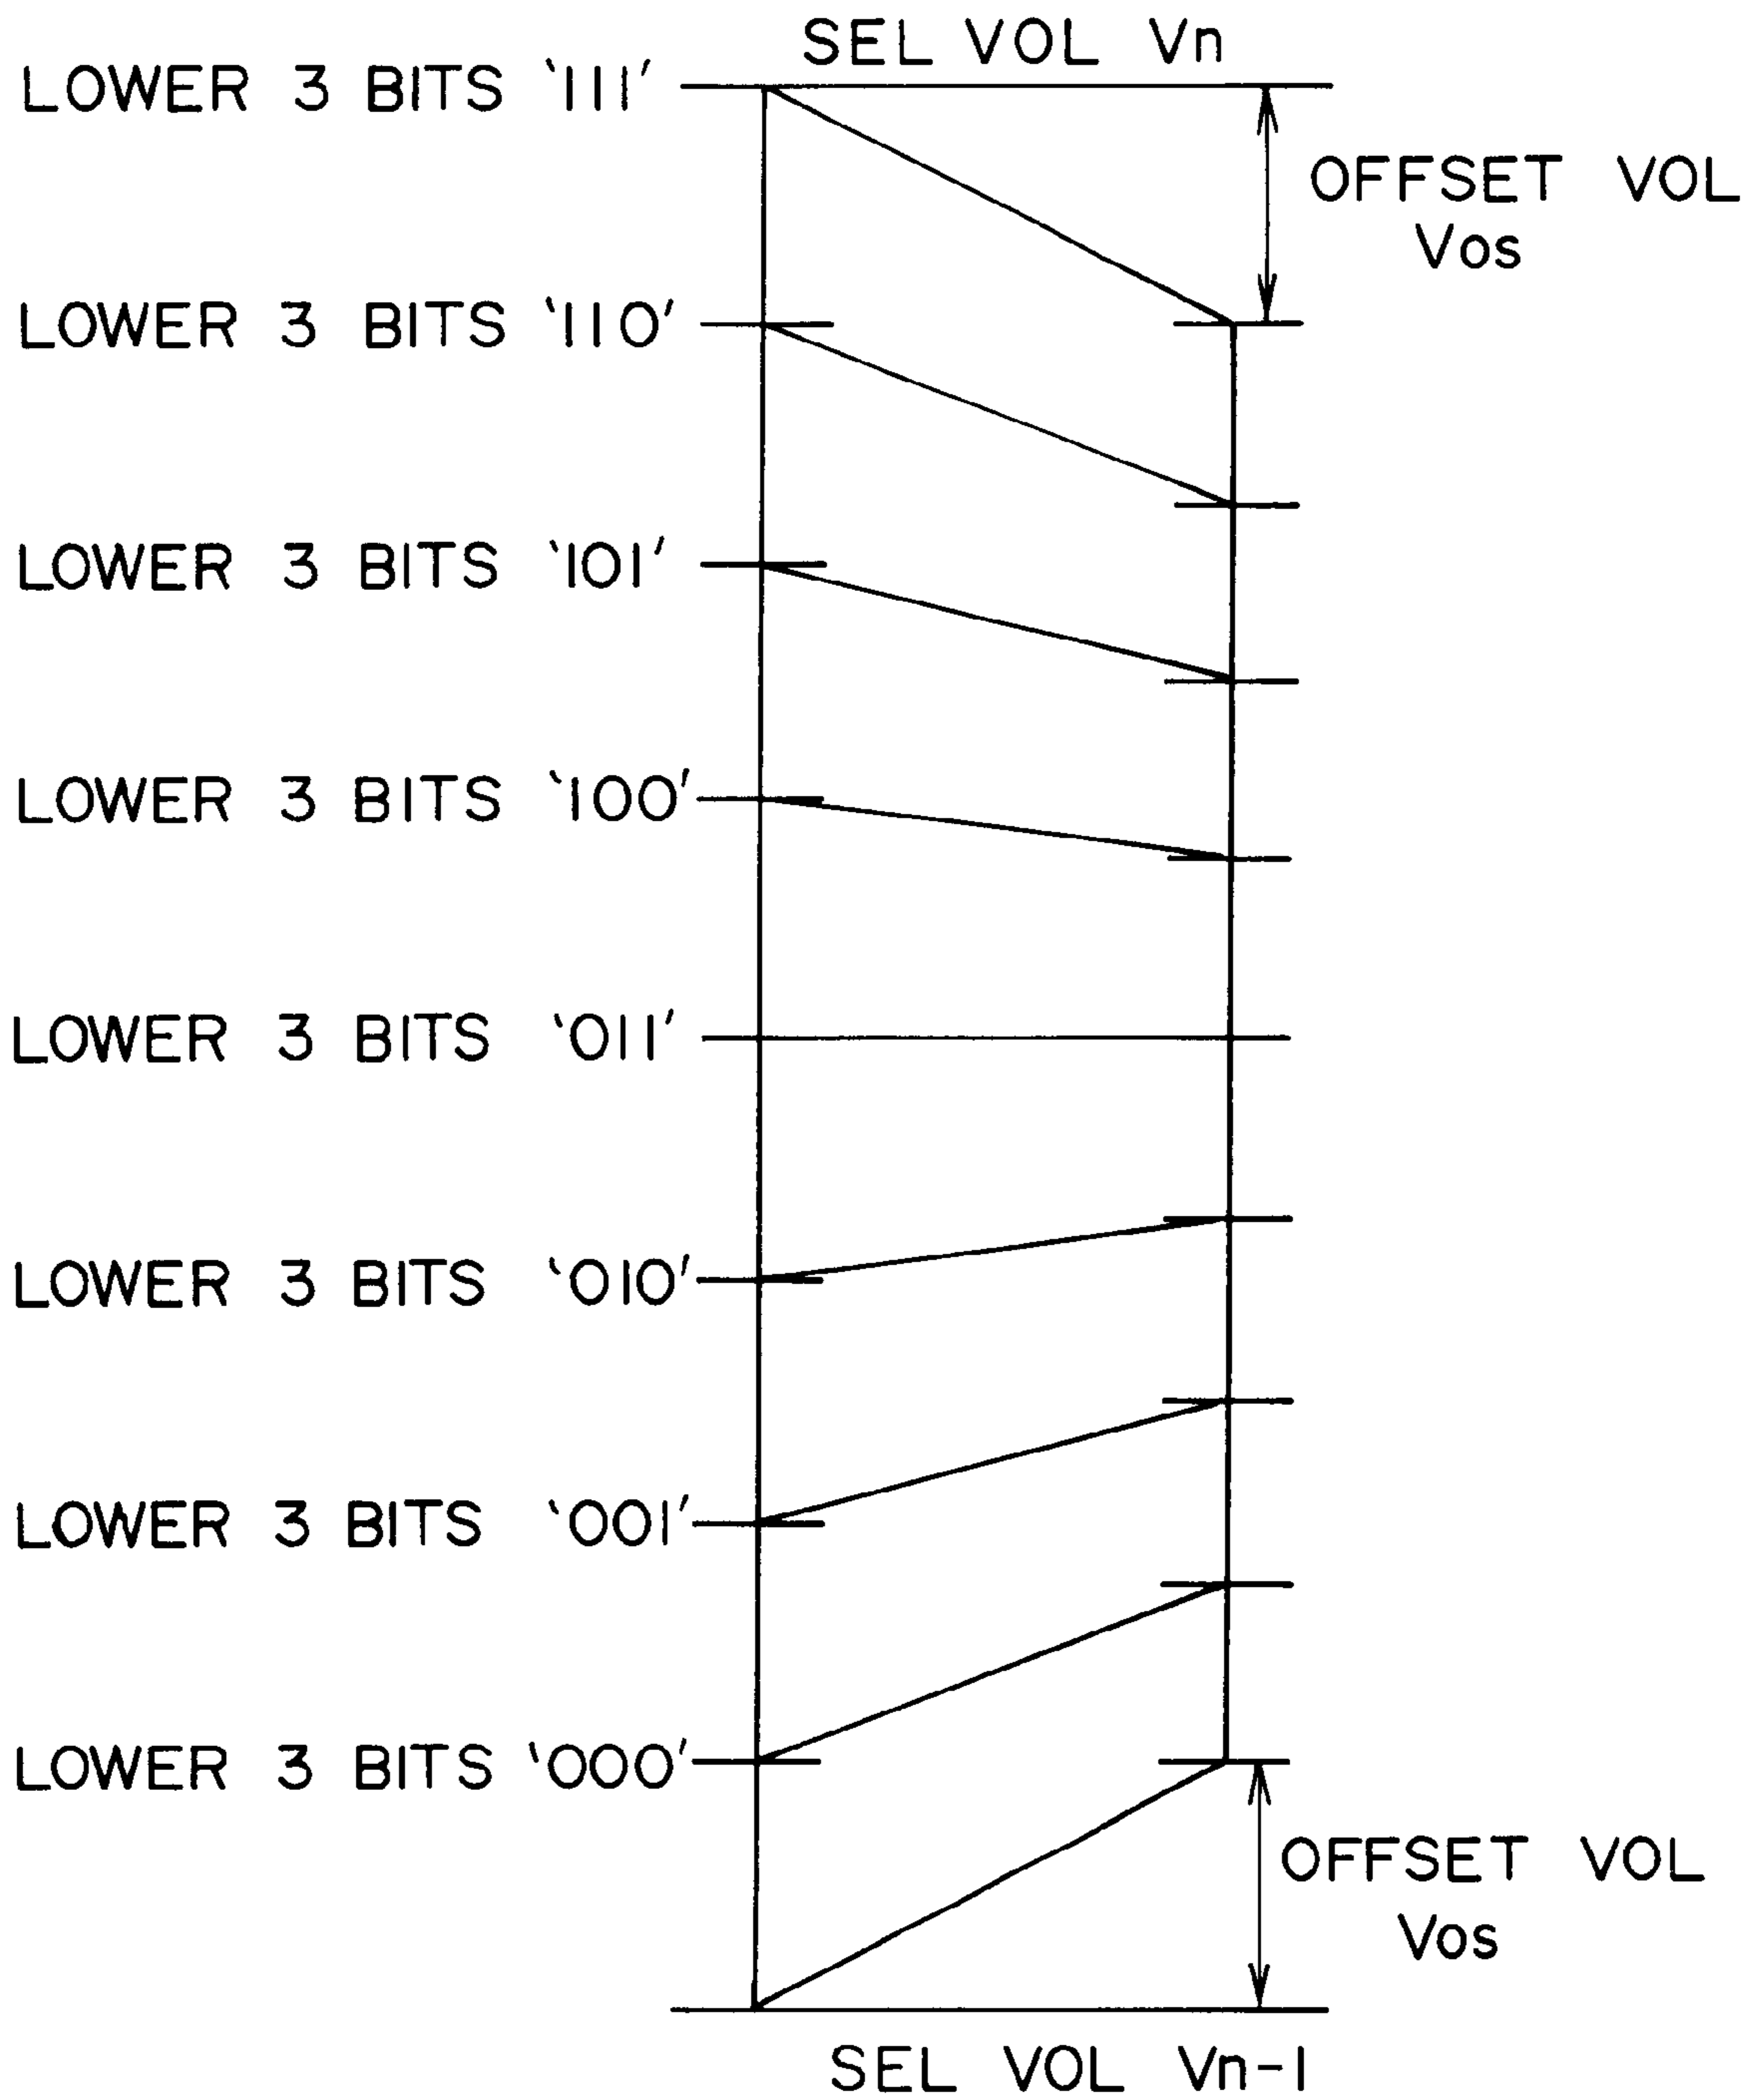 SEL VOL Vn
LOWER 3 BITS '111'
OFFSET VOL
Vos
LOWER 3 BITS '110'
LOWER 3 BITS '101'
LOWER 3 BITS '100'
LOWER 3 BITS '011'
LOWER 3 BITS '010'
LOWER 3 BITS '001'
LOWER 3 BITS '000'
OFFSET VOL
Vos
SEL VOL Vn-1